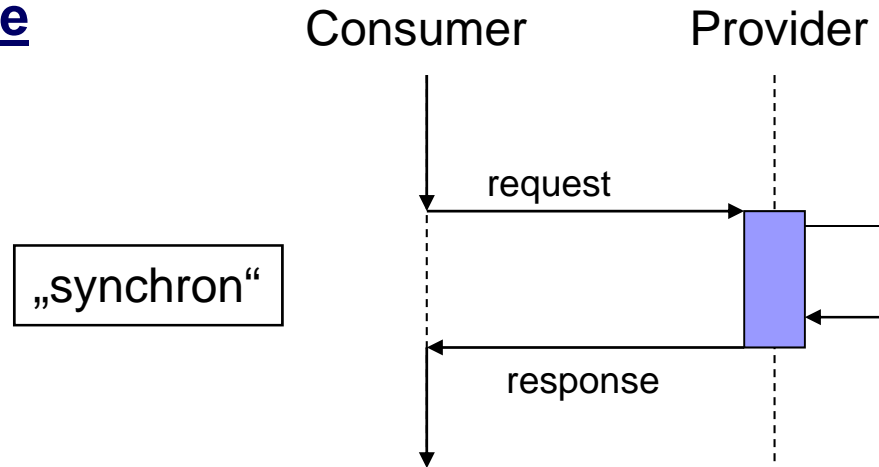 e
Consumer Provider
request
„synchron“
response